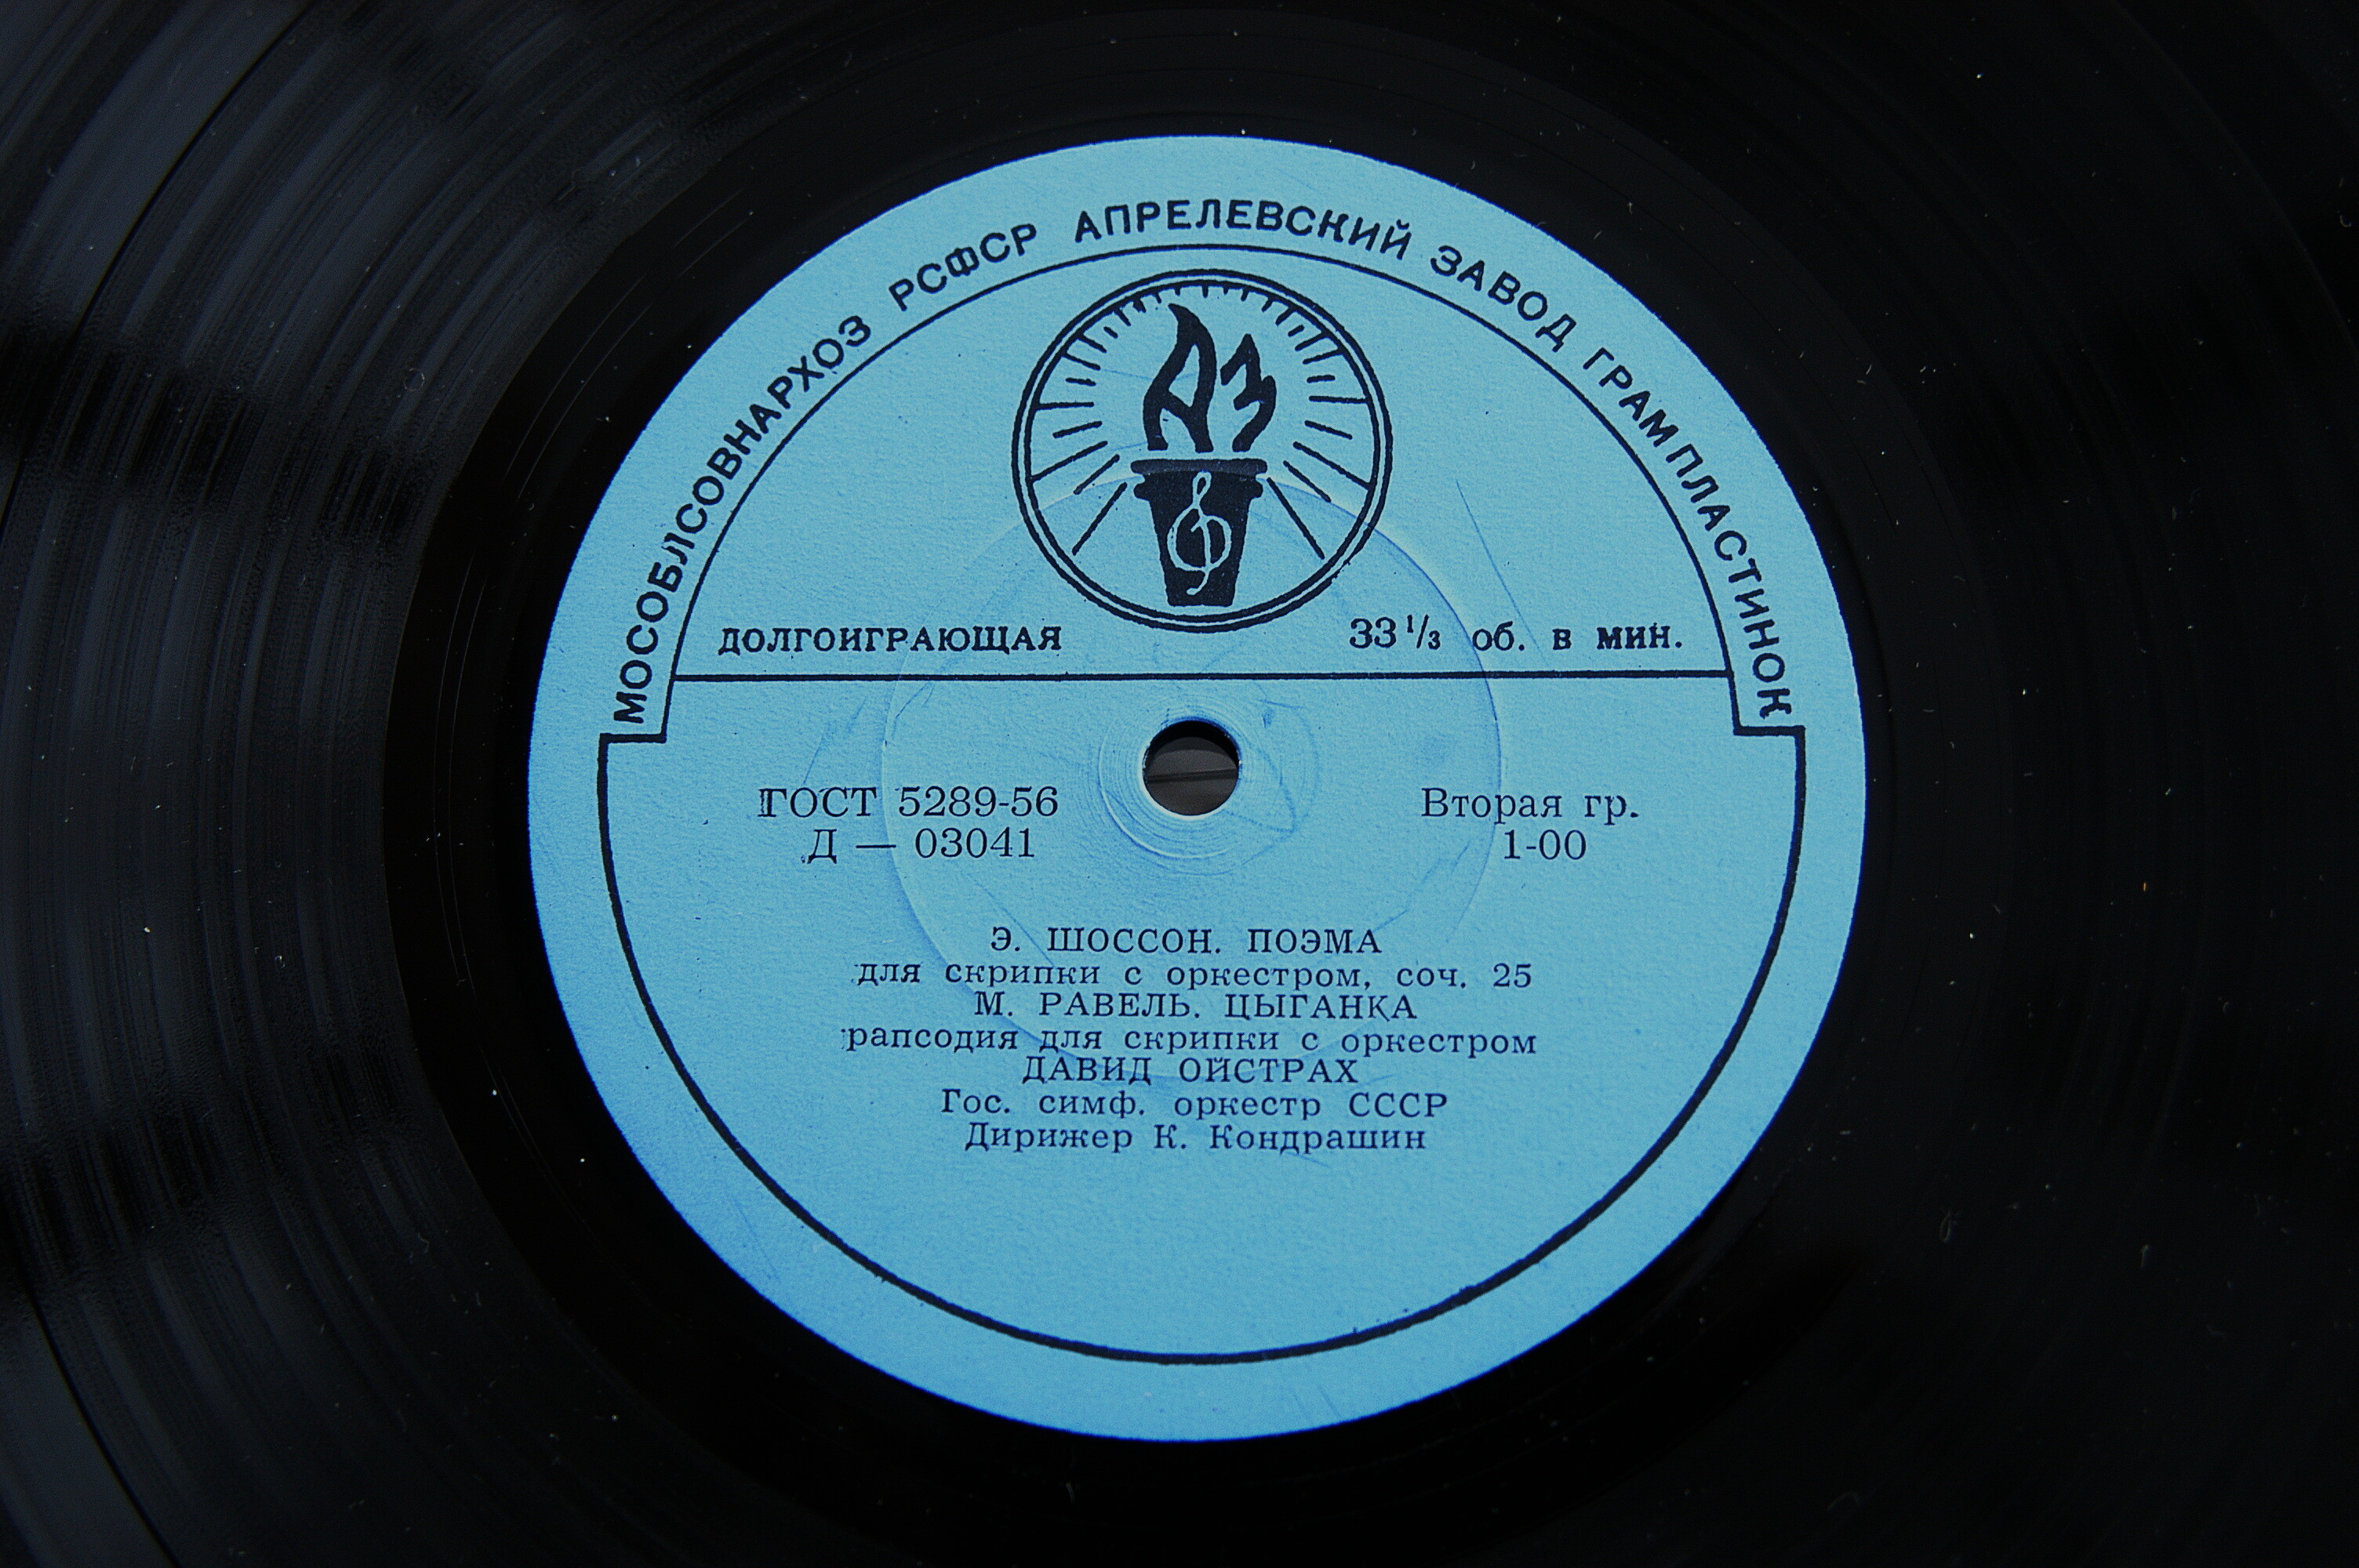 МОСОБЛСОВНАРХОЗ РСФСР АПРЕЛЕВСКИЙ ЗАВОД ГРАМПЛАСТИНОК
АЗ
ДОЛГОИГРАЮЩАЯ 33 1/3 об. в мин.
ГОСТ 5289-56 Вторая гр.
Д — 03041 1-00
Э. ШОССОН. ПОЭМА
для скрипки с оркестром, соч. 25
М. РАВЕЛЬ. ЦЫГАНКА
рапсодия для скрипки с оркестром
ДАВИД ОЙСТРАХ
Гос. симф. оркестр СССР
Дирижер К. Кондрашин